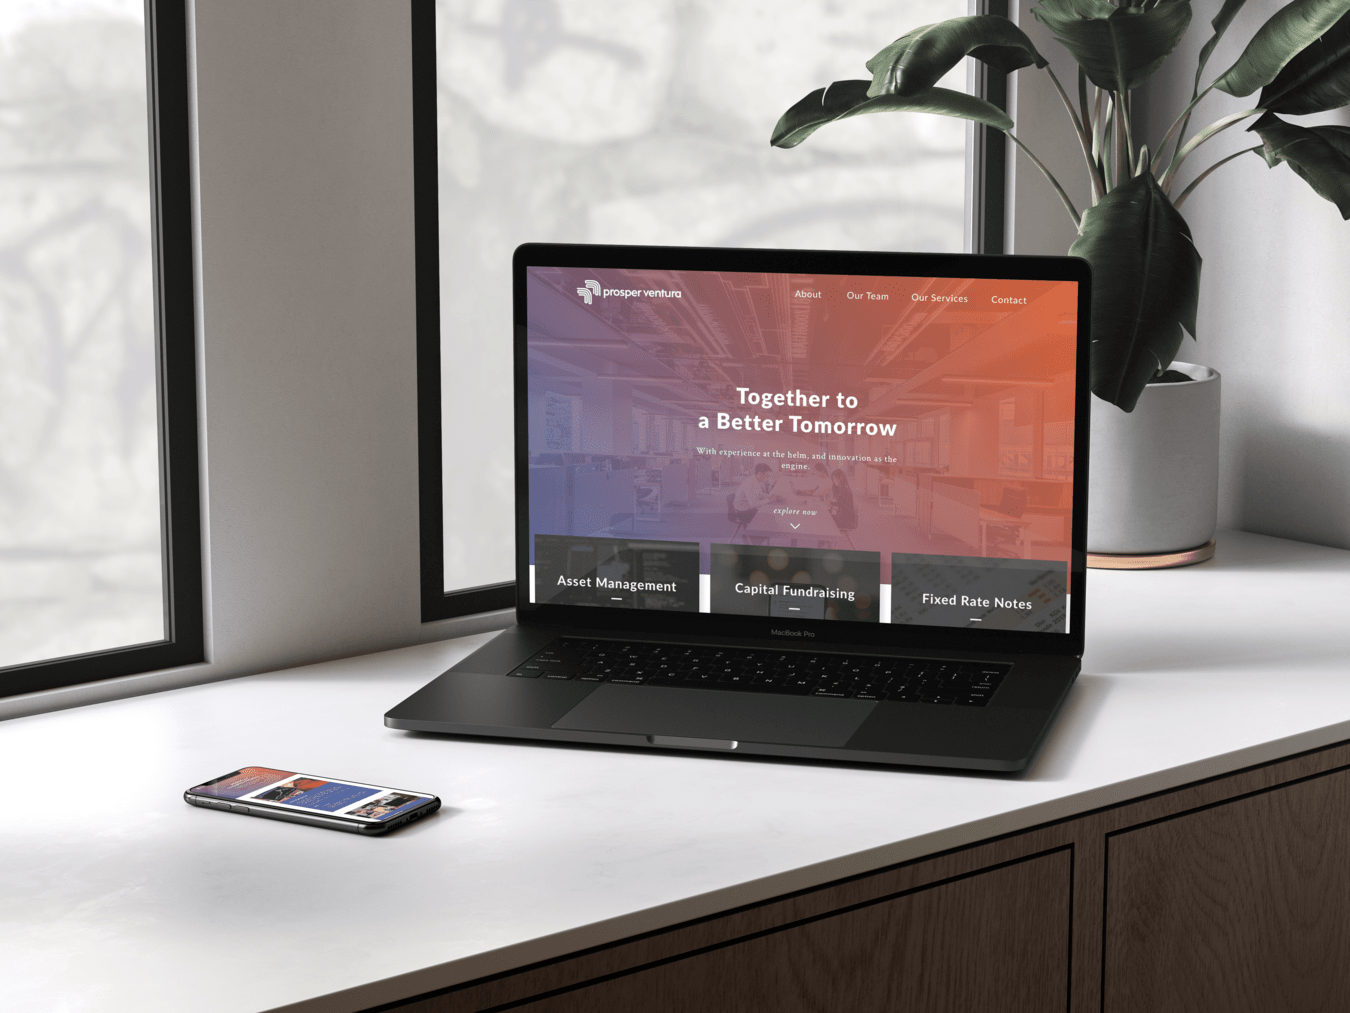 prosper ventura
About
Our Team
Our Services
Contact
Together to
a Better Tomorrow
With experience at the helm, and innovation as the
engine.
explore now
Asset Management
Capital Fundraising
Fixed Rate Notes
MacBook Pro